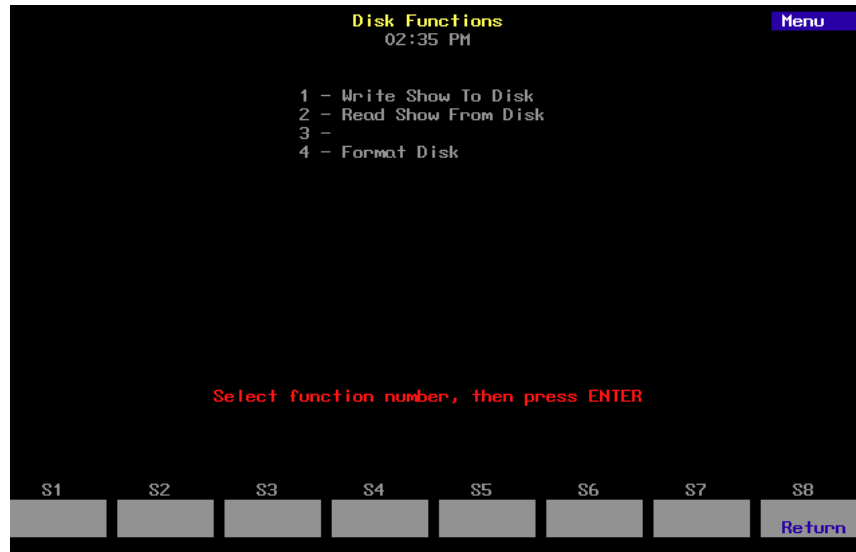 Disk Functions
Menu
02:35 PM
1 - Write Show To Disk
2 - Read Show From Disk
3 -
4 - Format Disk
Select function number, then press ENTER
S1 S2 S3 S4 S5 S6 S7 S8
Return